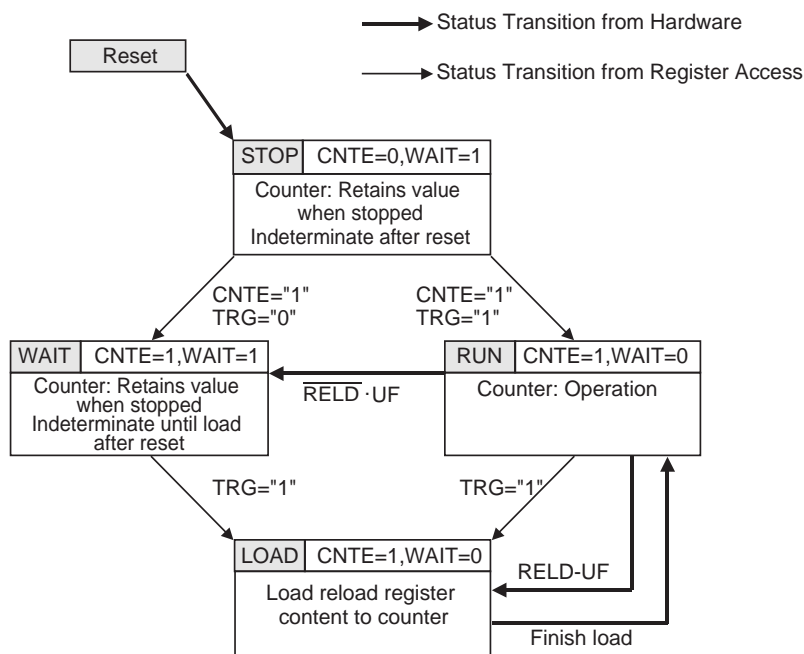 Status Transition from Hardware
Reset
Status Transition from Register Access
STOP CNTE=0,WAIT=1
Counter: Retains value
when stopped
Indeterminate after reset
CNTE="1"
TRG="0"
CNTE="1"
TRG="1"
WAIT CNTE=1,WAIT=1
Counter: Retains value
when stopped
Indeterminate until load
after reset
RUN CNTE=1,WAIT=0
Counter: Operation
R̅E̅L̅D̅ · UF
TRG="1"
TRG="1"
LOAD CNTE=1,WAIT=0
Load reload register
content to counter
RELD-UF
Finish load